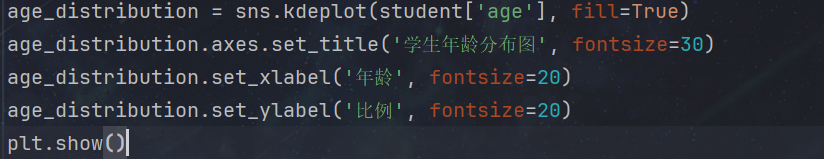 age_distribution = sns.kdeplot(student['age'], fill=True)
age_distribution.axes.set_title('学生年龄分布图', fontsize=30)
age_distribution.set_xlabel('年龄', fontsize=20)
age_distribution.set_ylabel('比例', fontsize=20)
plt.show()